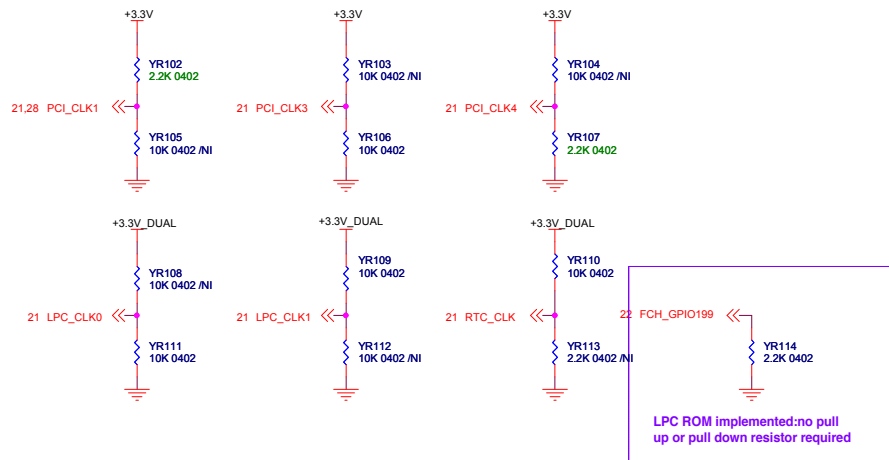 +3.3V +3.3V +3.3V
YR102 YR103 YR104
2.2K 0402 10K 0402 /NI 10K 0402 /NI
21,28 PCI_CLK1 21 PCI_CLK3 21 PCI_CLK4
YR105 YR106 YR107
10K 0402 /NI 10K 0402 2.2K 0402
+3.3V_DUAL +3.3V_DUAL +3.3V_DUAL
YR108 YR109 YR110
10K 0402 /NI 10K 0402 10K 0402
21 LPC_CLK0 21 LPC_CLK1 21 RTC_CLK 22 FCH_GPIO199
YR111 YR112 YR113 YR114
10K 0402 10K 0402 /NI 2.2K 0402 /NI 2.2K 0402
LPC ROM implemented:no pull
up or pull down resistor required